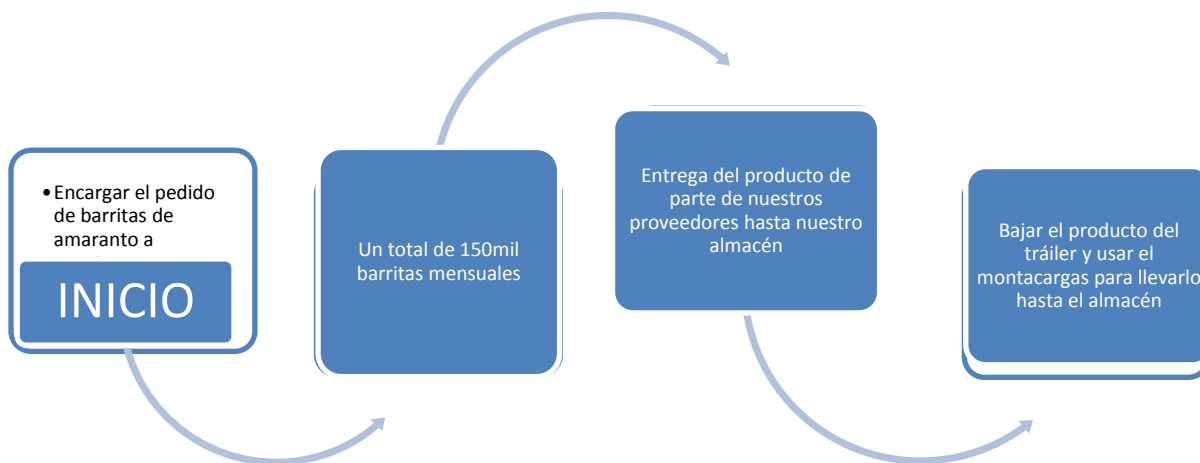 •Encargar el pedido
de barritas de
amaranto a
INICIO
Un total de 150mil
barritas mensuales
Entrega del producto de
parte de nuestros
proveedores hasta nuestro
almacén
Bajar el producto del
tráiler y usar el
montacargas para llevarlo
hasta el almacén